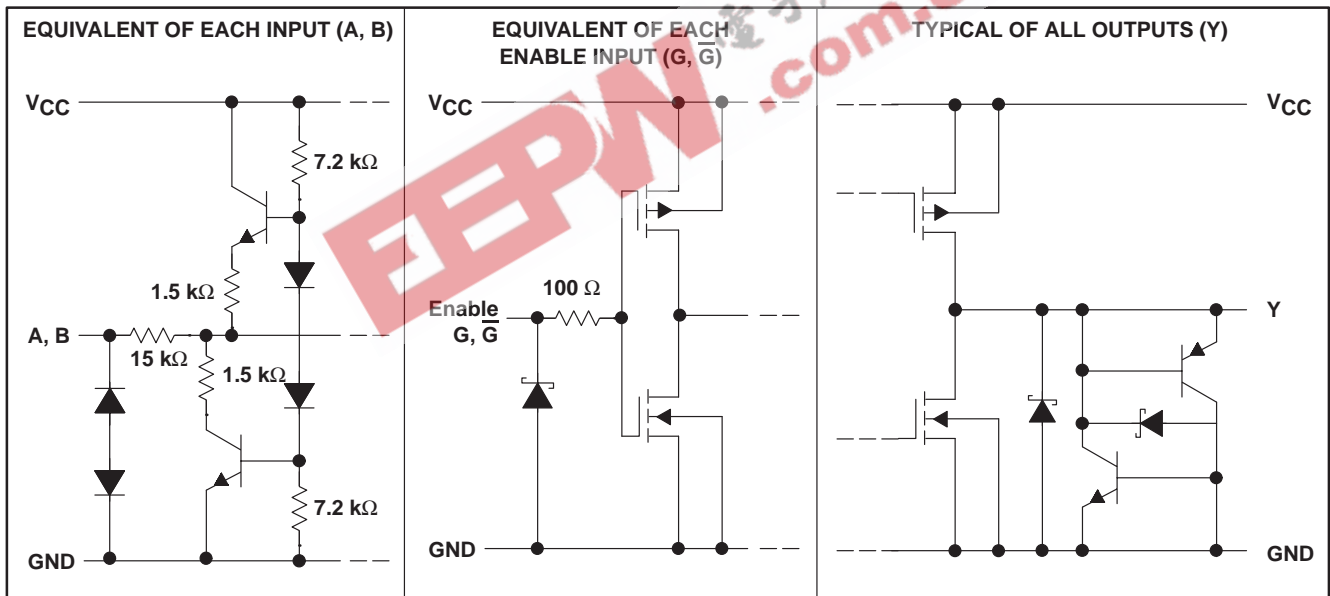 EQUIVALENT OF EACH INPUT (A, B)
VCC
7.2 kΩ
1.5 kΩ
A, B
15 kΩ
1.5 kΩ
7.2 kΩ
GND
EQUIVALENT OF EACH
ENABLE INPUT (G, G̅)
VCC
100 Ω
Enable
G, G̅
GND
TYPICAL OF ALL OUTPUTS (Y)
VCC
Y
GND
EEPW
.com.